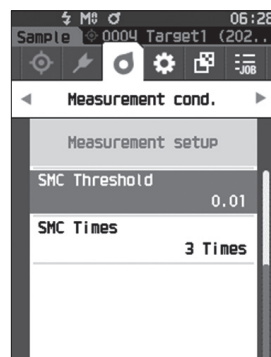 M0 06:28
Sample 0004 Target1 (202..
-JOB
Measurement cond.
Measurement setup
SMC Threshold
0.01
SMC Times
3 Times